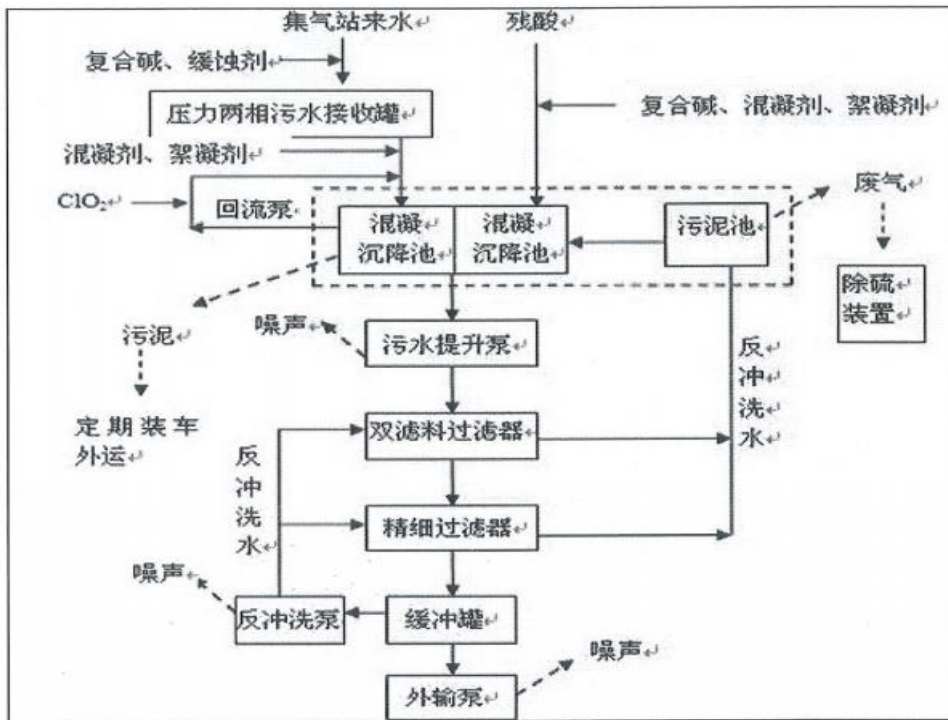 集气站来水
残酸
复合碱、缓蚀剂
压力两相污水接收罐
复合碱、混凝剂、絮凝剂
混凝剂、絮凝剂
ClO₂
回流泵
混凝
沉降池
混凝
沉降池
污泥池
废气
除硫
装置
污泥
噪声
污水提升泵
反
冲
洗
水
定期装车
外运
双滤料过滤器
反
冲
洗
水
精细过滤器
噪声
反冲洗泵
缓冲罐
噪声
外输泵